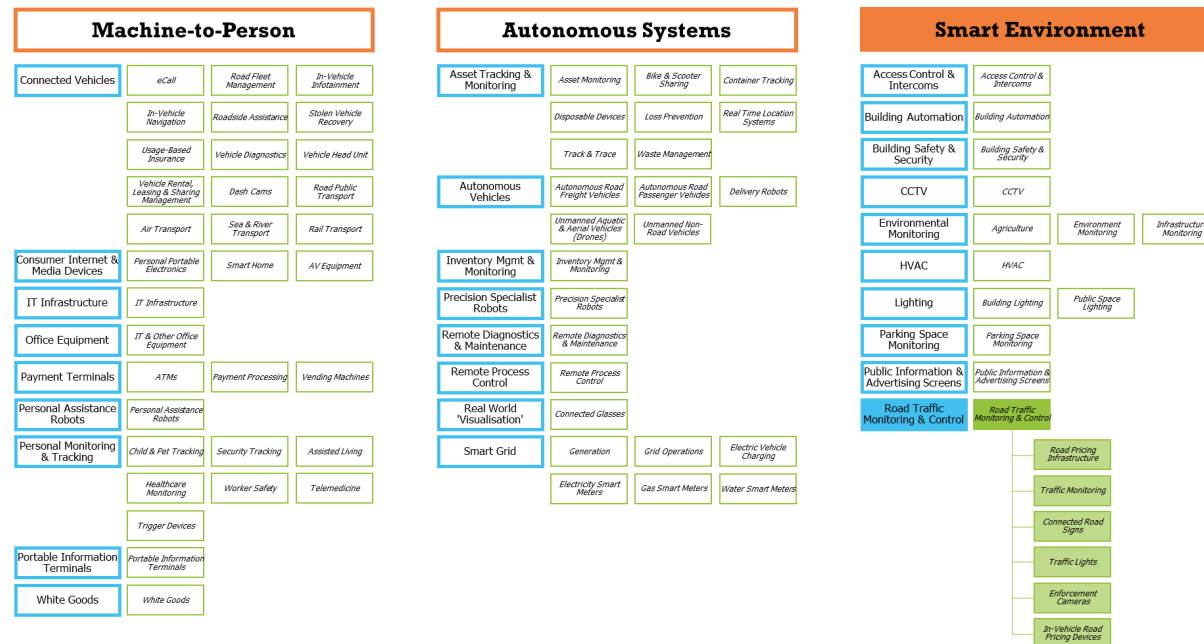 Machine-to-Person
Connected Vehicles
eCall
Road Fleet
Management
In-Vehicle
Infotainment
In-Vehicle
Navigation
Roadside Assistance
Stolen Vehicle
Recovery
Usage-Based
Insurance
Vehicle Diagnostics
Vehicle Head Unit
Vehicle Rental,
Leasing & Sharing
Management
Dash Cams
Road Public
Transport
Air Transport
Sea & River
Transport
Rail Transport
Consumer Internet &
Media Devices
Personal Portable
Electronics
Smart Home
AV Equipment
IT Infrastructure
IT Infrastructure
Office Equipment
IT & Other Office
Equipment
Payment Terminals
ATMs
Payment Processing
Vending Machines
Personal Assistance
Robots
Personal Assistance
Robots
Personal Monitoring
& Tracking
Child & Pet Tracking
Security Tracking
Assisted Living
Healthcare
Monitoring
Worker Safety
Telemedicine
Trigger Devices
Portable Information
Terminals
Portable Information
Terminals
White Goods
White Goods
Autonomous Systems
Asset Tracking &
Monitoring
Asset Monitoring
Bike & Scooter
Sharing
Container Tracking
Disposable Devices
Loss Prevention
Real Time Location
Systems
Track & Trace
Waste Management
Autonomous
Vehicles
Autonomous Road
Freight Vehicles
Autonomous Road
Passenger Vehicles
Delivery Robots
Unmanned Aquatic
& Aerial Vehicles
(Drones)
Unmanned Non-
Road Vehicles
Inventory Mgmt &
Monitoring
Inventory Mgmt &
Monitoring
Precision Specialist
Robots
Precision Specialist
Robots
Remote Diagnostics
& Maintenance
Remote Diagnostics
& Maintenance
Remote Process
Control
Remote Process
Control
Real World
'Visualisation'
Connected Glasses
Smart Grid
Generation
Grid Operations
Electric Vehicle
Charging
Electricity Smart
Meters
Gas Smart Meters
Water Smart Meters
Smart Environment
Access Control &
Intercoms
Access Control &
Intercoms
Building Automation
Building Automation
Building Safety &
Security
Building Safety &
Security
CCTV
CCTV
Environmental
Monitoring
Agriculture
Environment
Monitoring
Infrastructure
Monitoring
HVAC
HVAC
Lighting
Building Lighting
Public Space
Lighting
Parking Space
Monitoring
Parking Space
Monitoring
Public Information &
Advertising Screens
Public Information &
Advertising Screens
Road Traffic
Monitoring & Control
Road Traffic
Monitoring & Control
Road Pricing
Infrastructure
Traffic Monitoring
Connected Road
Signs
Traffic Lights
Enforcement
Cameras
In-Vehicle Road
Pricing Devices